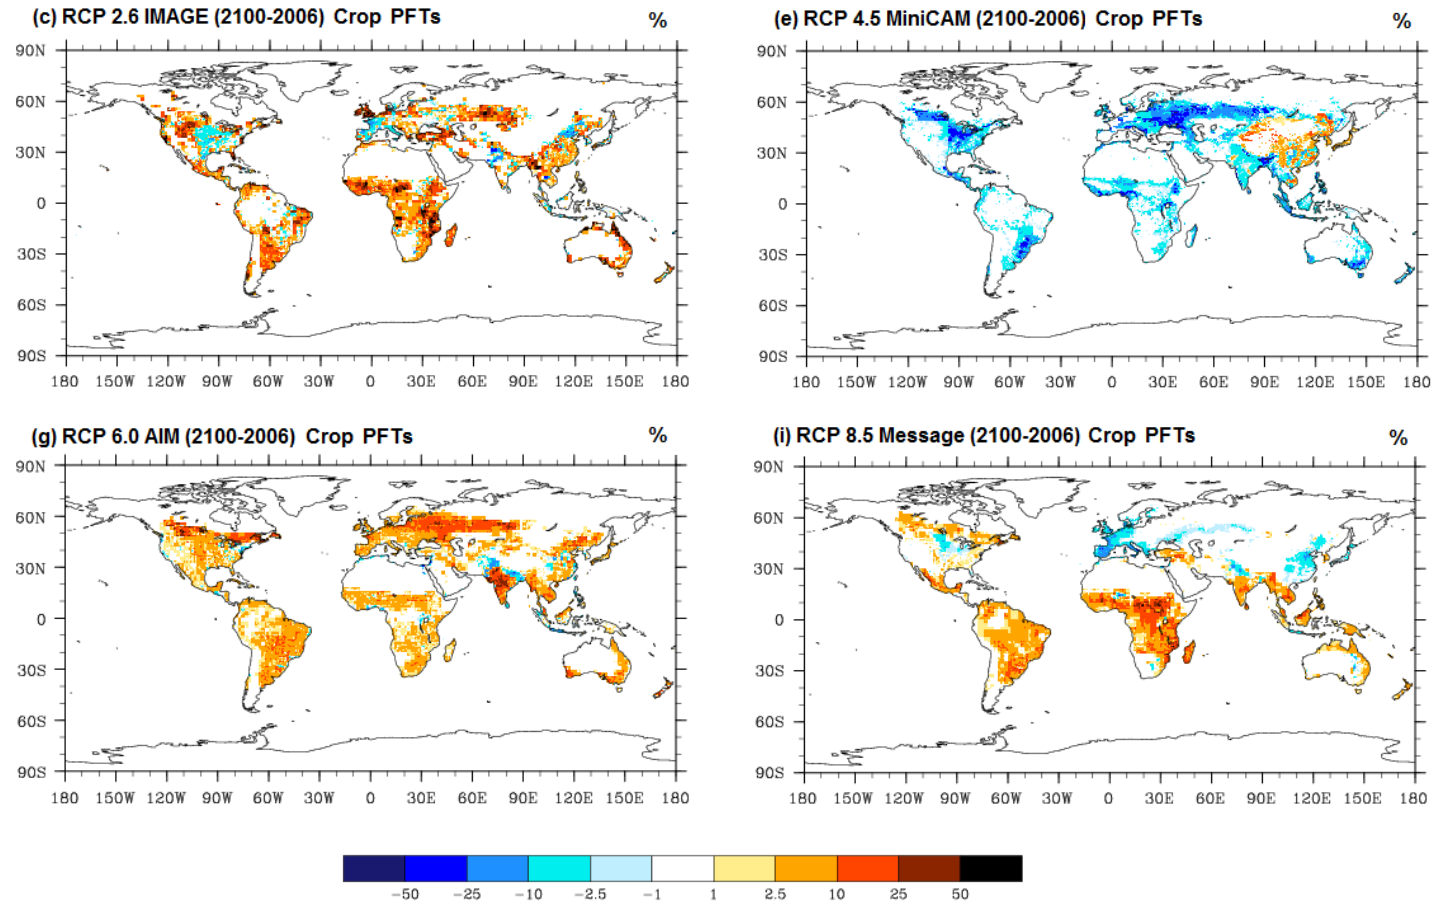 (c) RCP 2.6 IMAGE (2100-2006) Crop PFTs %
90N
60N
30N
0
30S
60S
90S
180 150W 120W 90W 60W 30W 0 30E 60E 90E 120E 150E 180
(e) RCP 4.5 MiniCAM (2100-2006) Crop PFTs %
90N
60N
30N
0
30S
60S
90S
180 150W 120W 90W 60W 30W 0 30E 60E 90E 120E 150E 180
(g) RCP 6.0 AIM (2100-2006) Crop PFTs %
90N
60N
30N
0
30S
60S
90S
180 150W 120W 90W 60W 30W 0 30E 60E 90E 120E 150E 180
(i) RCP 8.5 Message (2100-2006) Crop PFTs %
90N
60N
30N
0
30S
60S
90S
180 150W 120W 90W 60W 30W 0 30E 60E 90E 120E 150E 180
-50 -25 -10 -2.5 -1 1 2.5 10 25 50